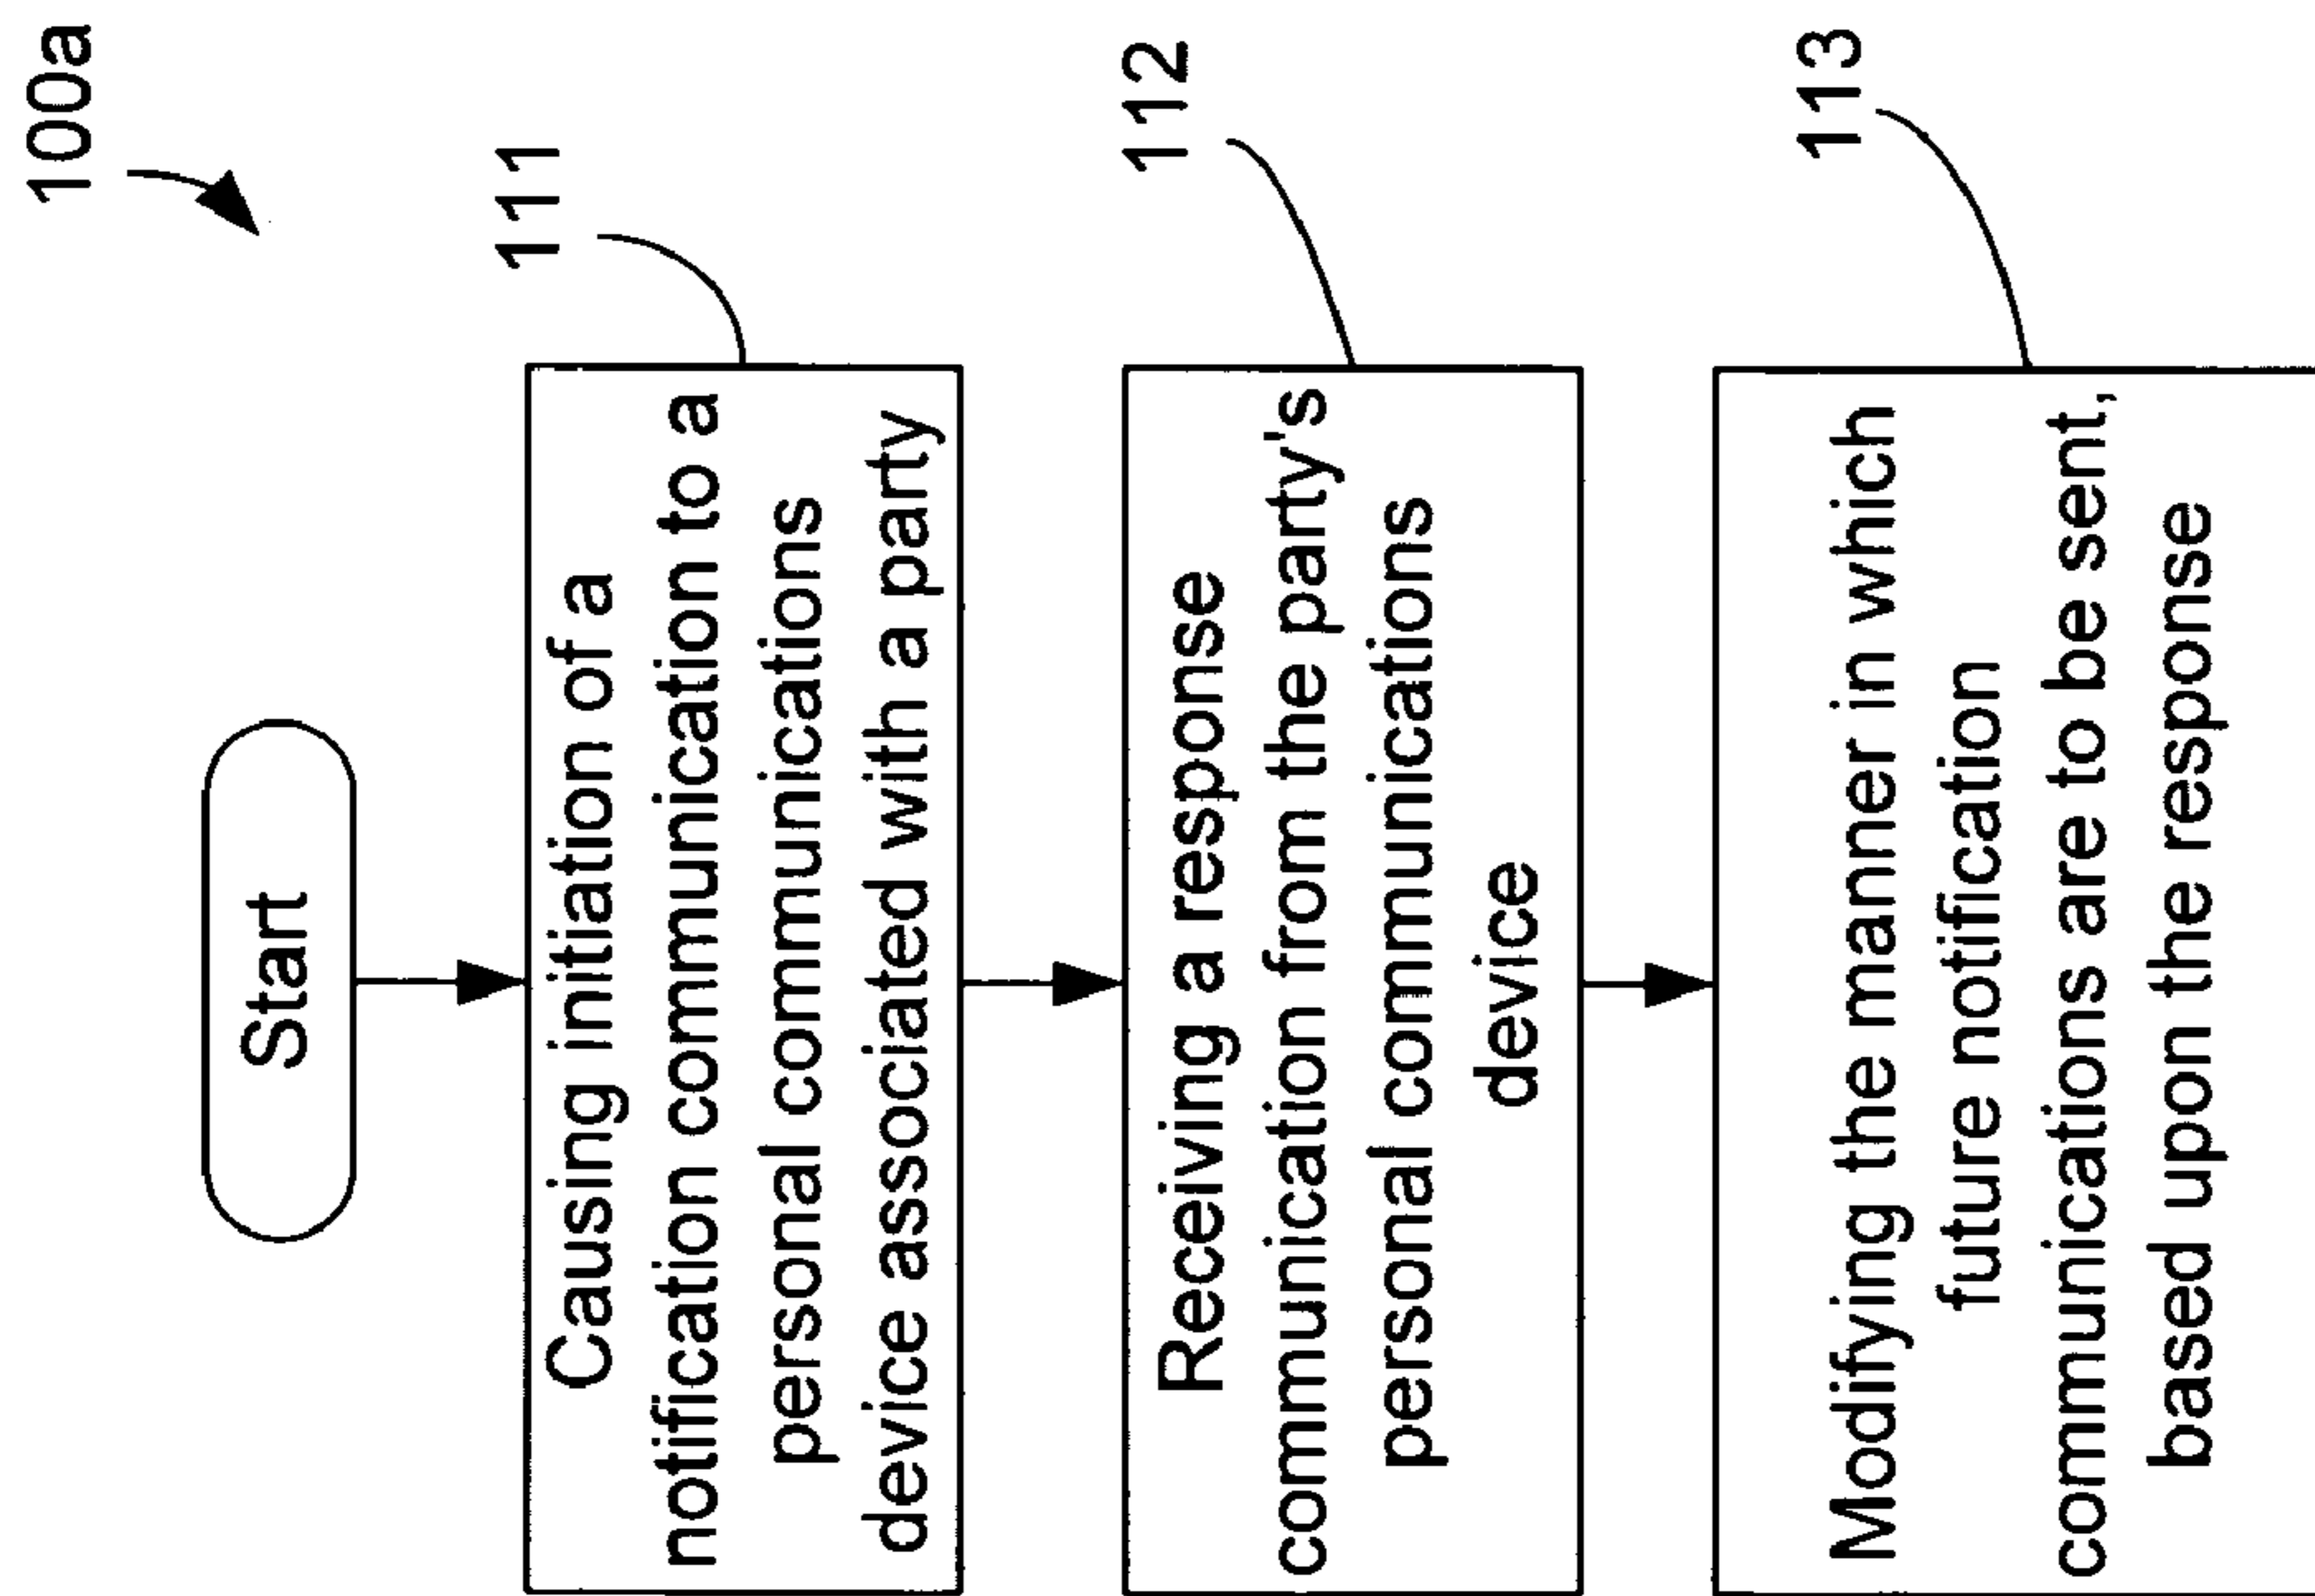 100a
Start
111
Causing initiation of a
notification communication to a
personal communications
device associated with a party
112
Receiving a response
communication from the party's
personal communications
device
113
Modifying the manner in which
future notification
communications are to be sent,
based upon the response